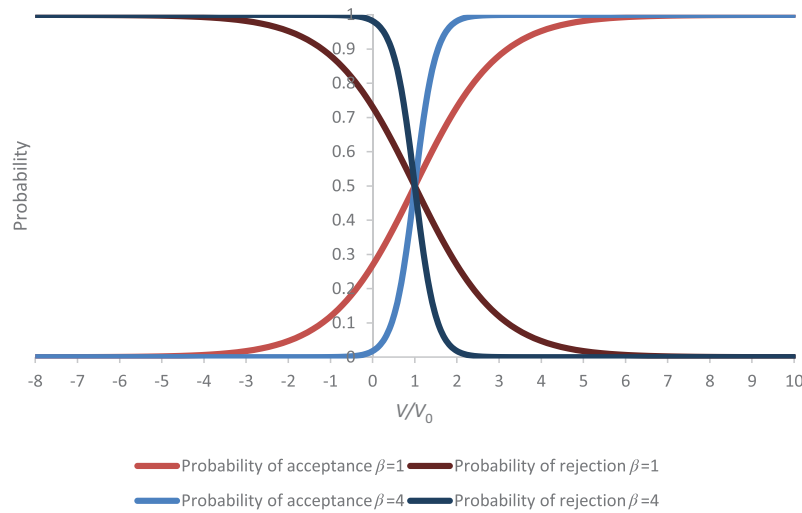 1
0.9
0.8
0.7
0.6
0.5
0.4
0.3
0.2
0.1
0
Probability
-8 -7 -6 -5 -4 -3 -2 -1 0 1 2 3 4 5 6 7 8 9 10
V/V₀
Probability of acceptance β=1 Probability of rejection β=1
Probability of acceptance β=4 Probability of rejection β=4